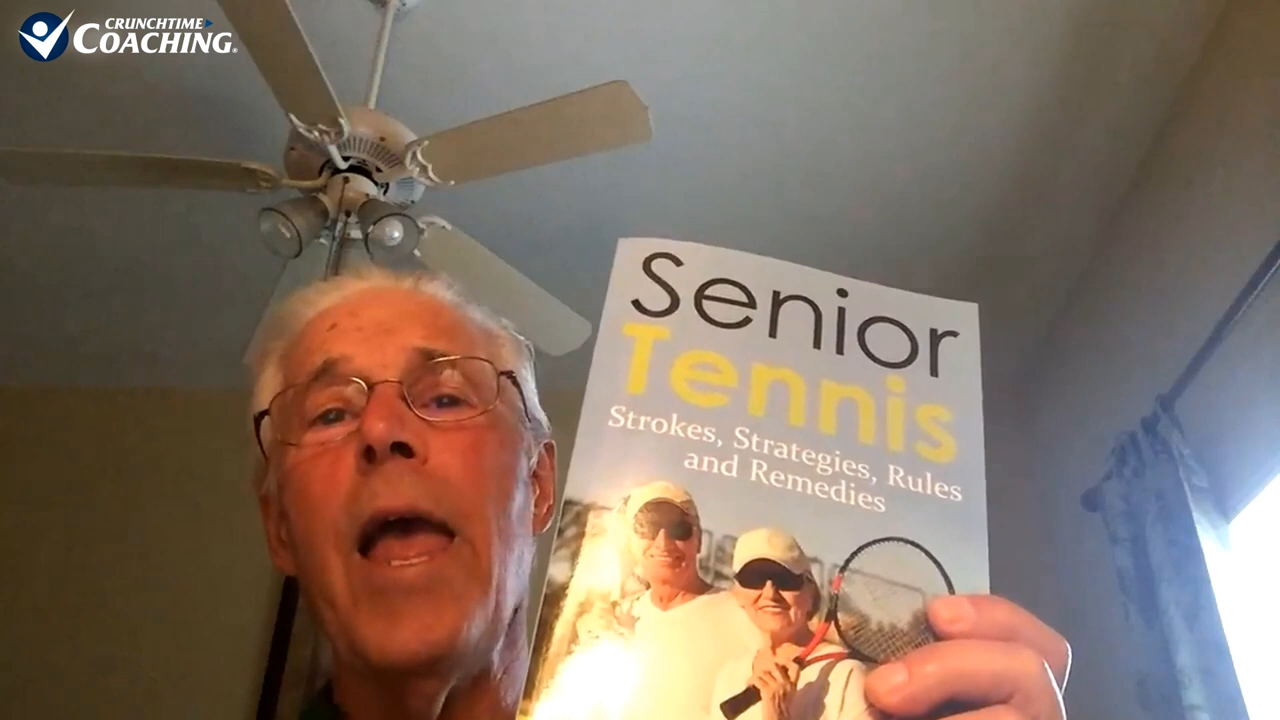 CRUNCHTIME
COACHING
Senior
Tennis
Strokes, Strategies, Rules
and Remedies